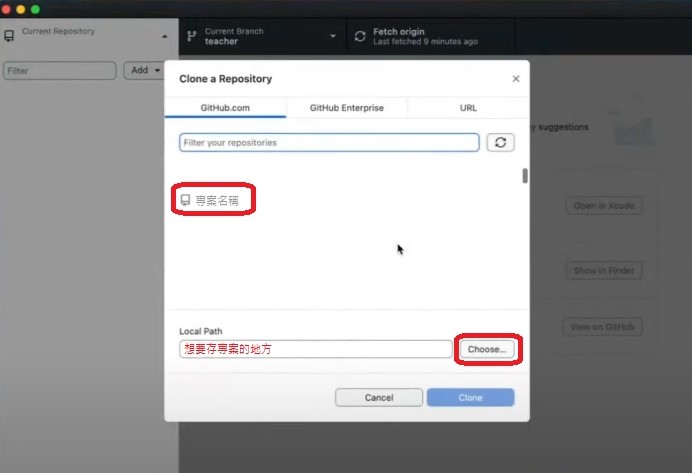 Current Repository
Current Branch
teacher
Fetch origin
Last fetched 9 minutes ago
Filter
Add
Clone a Repository
GitHub.com
GitHub Enterprise
URL
Filter your repositories
y suggestions
專案名稱
Open in Xcode
Show in Finder
View on GitHub
Local Path
想要存專案的地方
Choose...
Cancel
Clone